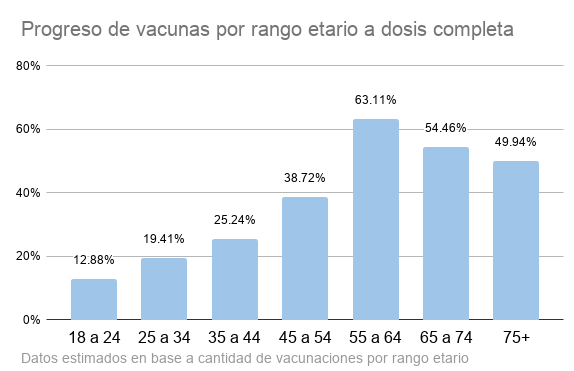 Progreso de vacunas por rango etario a dosis completa
80%
60%
40%
20%
0%
12.88%
19.41%
25.24%
38.72%
63.11%
54.46%
49.94%
18 a 24
25 a 34
35 a 44
45 a 54
55 a 64
65 a 74
75+
Datos estimados en base a cantidad de vacunaciones por rango etario